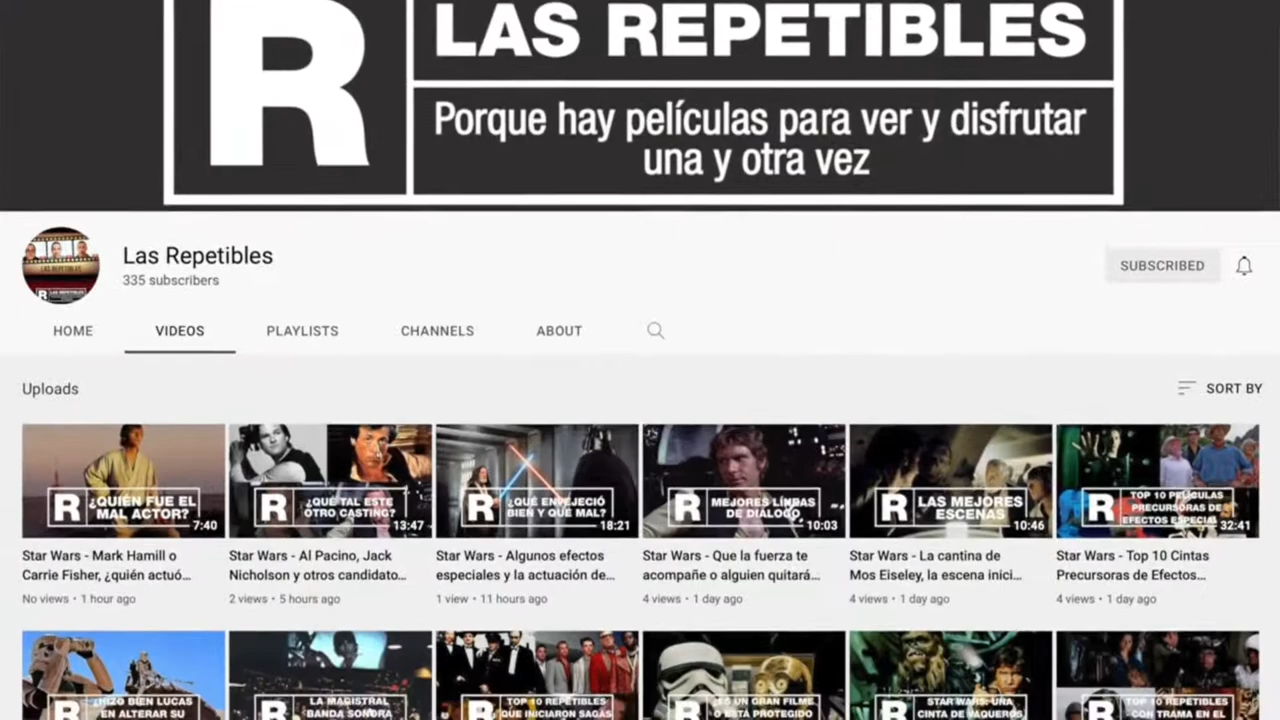 R
LAS REPETIBLES
Porque hay películas para ver y disfrutar
una y otra vez
Las Repetibles
335 subscribers
SUBSCRIBED
HOME
VIDEOS
PLAYLISTS
CHANNELS
ABOUT
Uploads
SORT BY
R
¿QUIÉN FUE EL
MAL ACTOR?
7:40
Star Wars - Mark Hamill o
Carrie Fisher, ¿quién actuó...
No views • 1 hour ago
R
¿QUÉ TAL ESTE
OTRO CASTING?
13:47
Star Wars - Al Pacino, Jack
Nicholson y otros candidato...
2 views • 5 hours ago
R
¿QUÉ ENVEJECIÓ
BIEN Y QUÉ MAL?
18:21
Star Wars - Algunos efectos
especiales y la actuación de...
1 view • 11 hours ago
R
MEJORES LÍNEAS
DE DIÁLOGO
10:03
Star Wars - Que la fuerza te
acompañe o alguien quitará...
4 views • 1 day ago
R
LAS MEJORES
ESCENAS
10:46
Star Wars - La cantina de
Mos Eiseley, la escena inici...
4 views • 1 day ago
R
TOP 10 PELÍCULAS
PRECURSORAS DE
EFECTOS ESPECIAL
32:41
Star Wars - Top 10 Cintas
Precursoras de Efectos...
4 views • 1 day ago
R
¿HIZO BIEN LUCAS
EN ALTERAR SU
R
LA MAGISTRAL
BANDA SONORA
R
TOP 10 REPETIBLES
QUE INICIARON SAGAS
R
¿ES UN GRAN FILME
O ESTÁ PROTEGIDO
R
STAR WARS: UNA
CINTA DE VAQUEROS
R
TOP 10 REPETIBLES
CON TRAMA EN EL